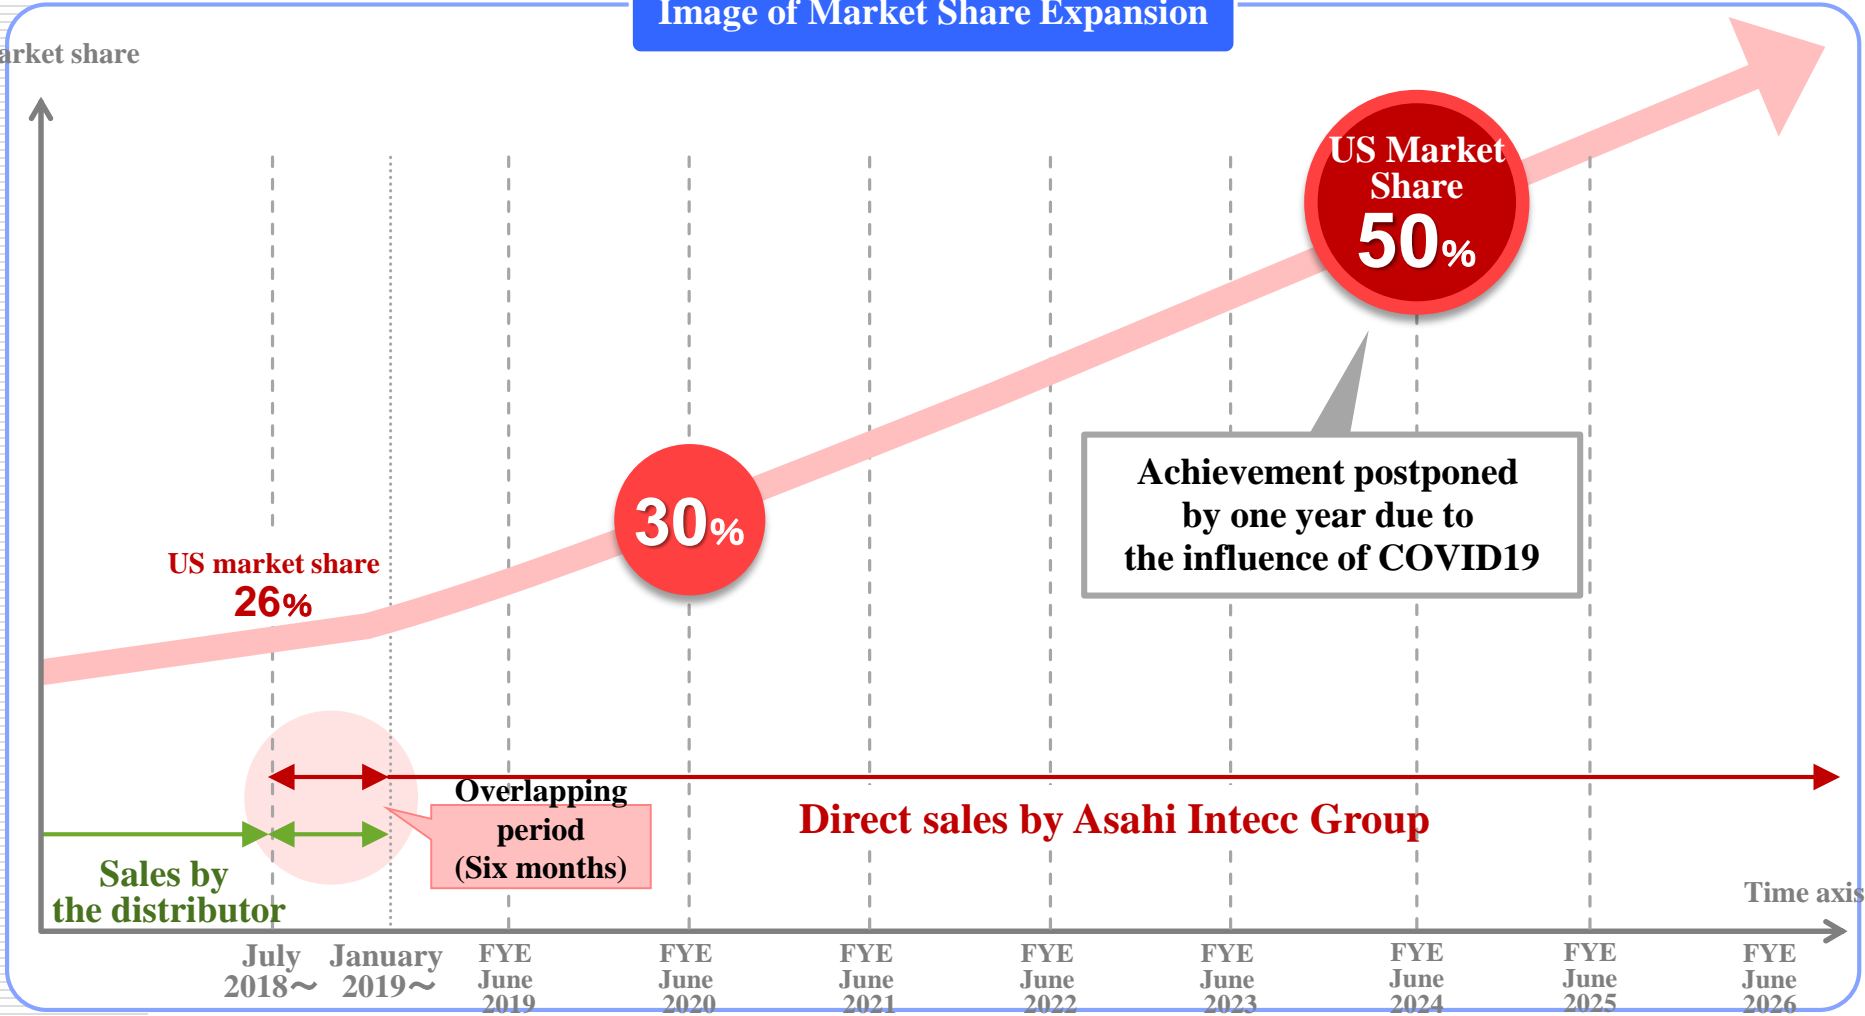 Image of Market Share Expansion
arket share
US Market
Share
50%
30%
Achievement postponed
by one year due to
the influence of COVID19
US market share
26%
Overlapping
period
(Six months)
Direct sales by Asahi Intecc Group
Sales by
the distributor
Time axis
July
2018～
January
2019～
FYE
June
2019
FYE
June
2020
FYE
June
2021
FYE
June
2022
FYE
June
2023
FYE
June
2024
FYE
June
2025
FYE
June
2026